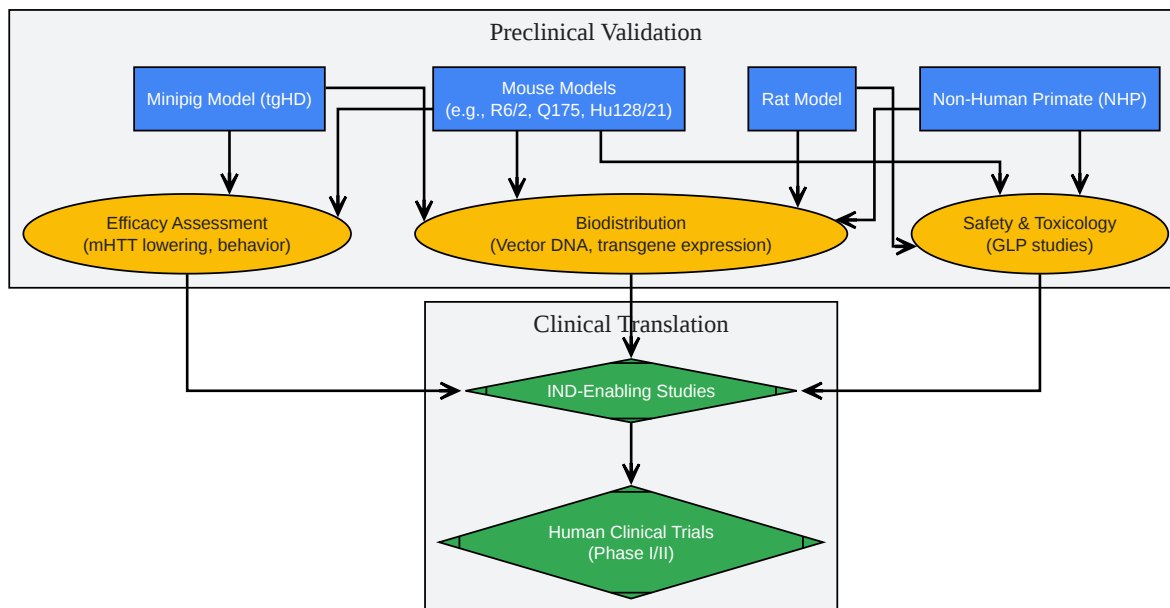 Preclinical Validation
Minipig Model (tgHD)
Mouse Models
(e.g., R6/2, Q175, Hu128/21)
Rat Model
Non-Human Primate (NHP)
Efficacy Assessment
(mHTT lowering, behavior)
Biodistribution
(Vector DNA, transgene expression)
Safety & Toxicology
(GLP studies)
Clinical Translation
IND-Enabling Studies
Human Clinical Trials
(Phase I/II)